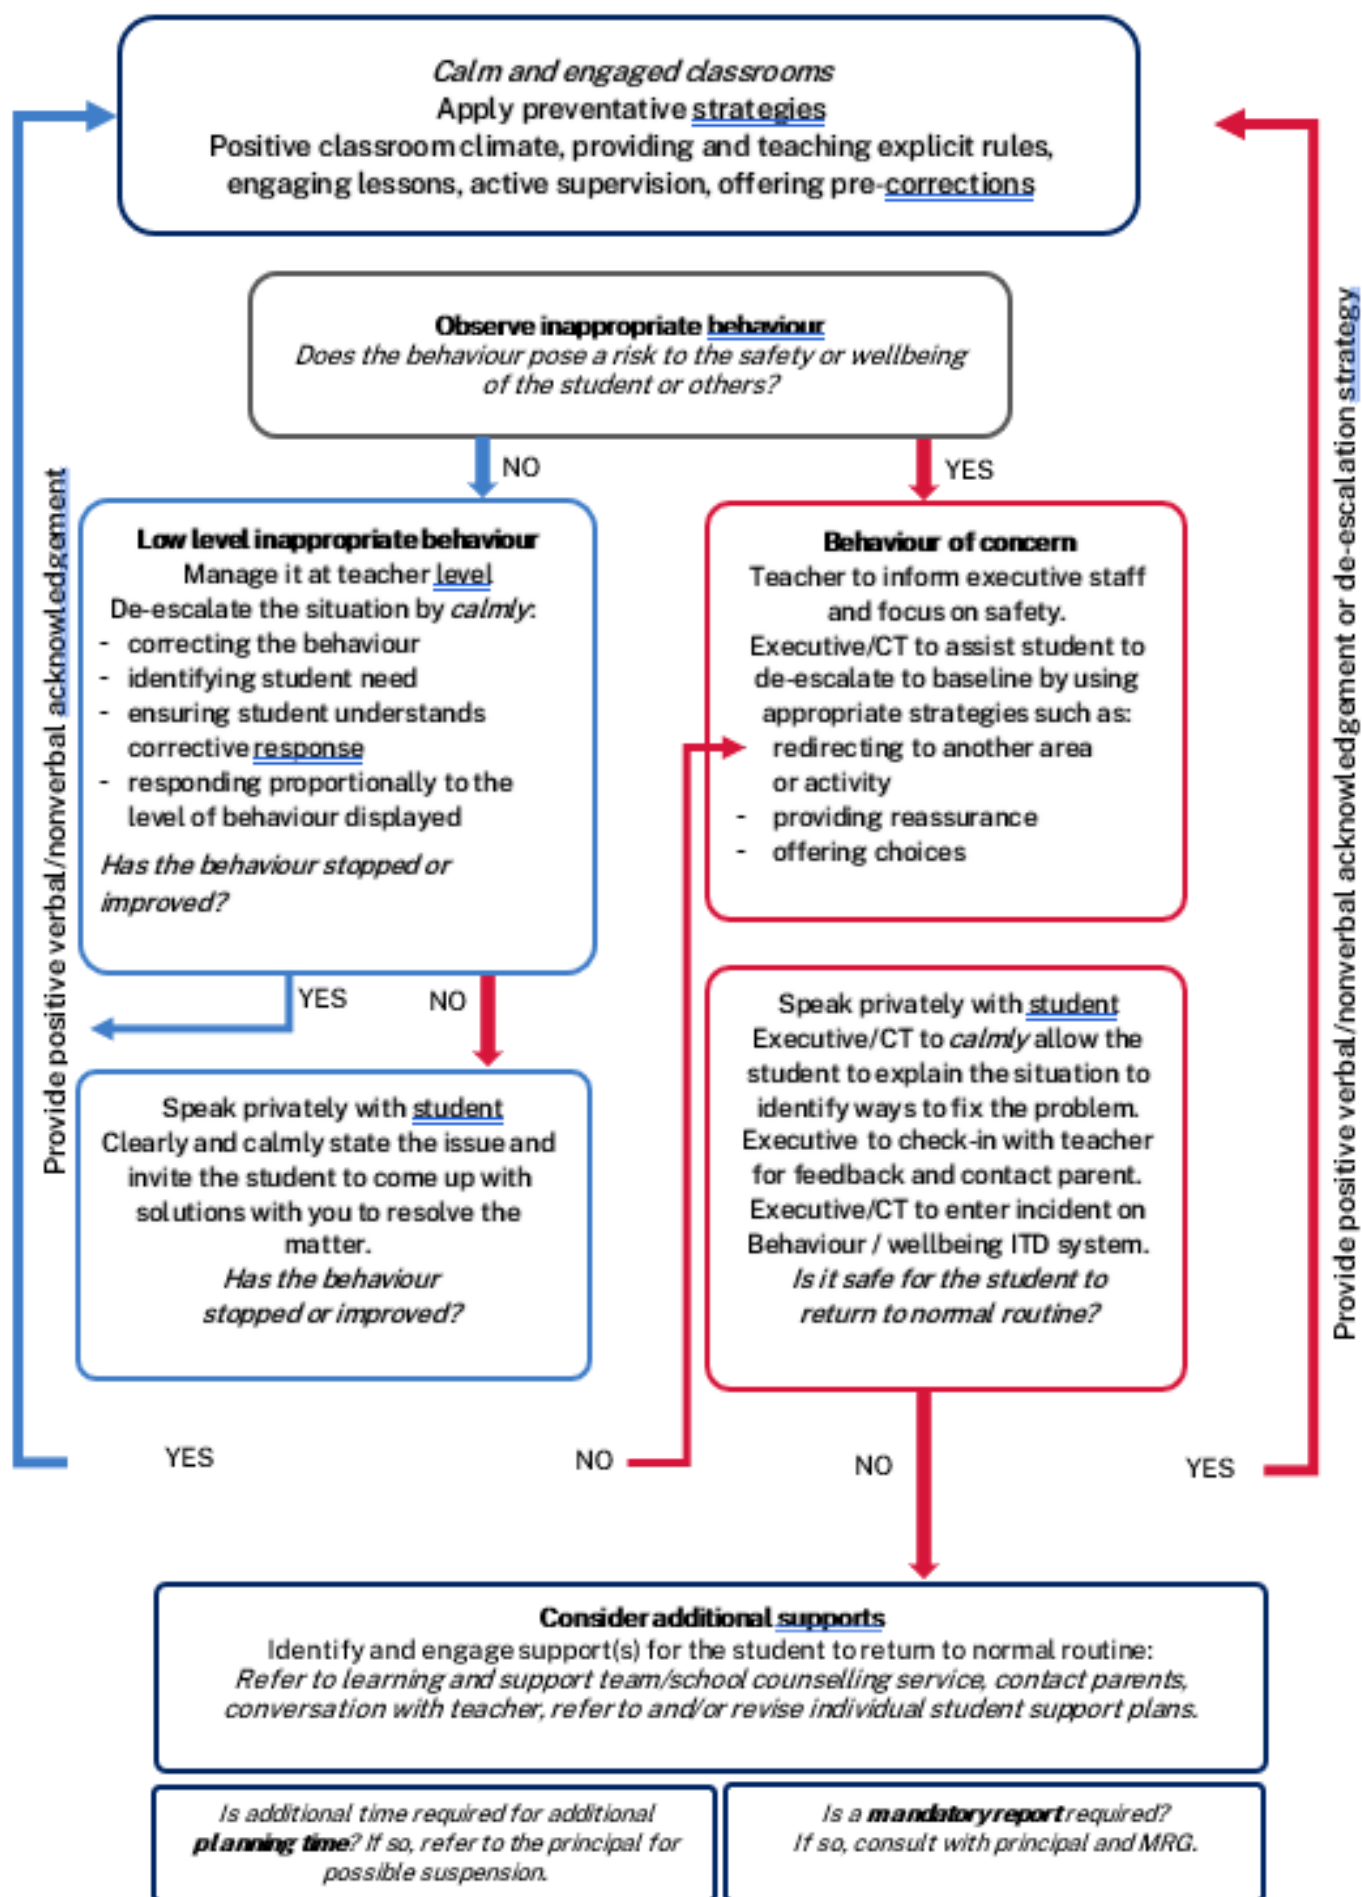 Calm and engaged classrooms
Apply preventative strategies
Positive classroom climate, providing and teaching explicit rules,
engaging lessons, active supervision, offering pre-corrections
Observe inappropriate behaviour
Does the behaviour pose a risk to the safety or wellbeing
of the student or others?
NO
YES
Low level inappropriate behaviour
Manage it at teacher level
De-escalate the situation by calmly:
- correcting the behaviour
- identifying student need
- ensuring student understands
corrective response
- responding proportionally to the
level of behaviour displayed
Has the behaviour stopped or
improved?
Behaviour of concern
Teacher to inform executive staff
and focus on safety.
Executive/CT to assist student to
de-escalate to baseline by using
appropriate strategies such as:
redirecting to another area
or activity
- providing reassurance
- offering choices
YES
NO
Speak privately with student
Clearly and calmly state the issue and
invite the student to come up with
solutions with you to resolve the
matter.
Has the behaviour
stopped or improved?
Speak privately with student
Executive/CT to calmly allow the
student to explain the situation to
identify ways to fix the problem.
Executive to check-in with teacher
for feedback and contact parent.
Executive/CT to enter incident on
Behaviour / wellbeing ITD system.
Is it safe for the student to
return to normal routine?
YES
NO
NO
YES
Provide positive verbal/nonverbal acknowledgement
Provide positive verbal/nonverbal acknowledgement or de-escalation strategy
Consider additional supports
Identify and engage support(s) for the student to return to normal routine:
Refer to learning and support team/school counselling service, contact parents,
conversation with teacher, refer to and/or revise individual student support plans.
Is additional time required for additional
planning time? If so, refer to the principal for
possible suspension.
Is a mandatory report required?
If so, consult with principal and MRG.